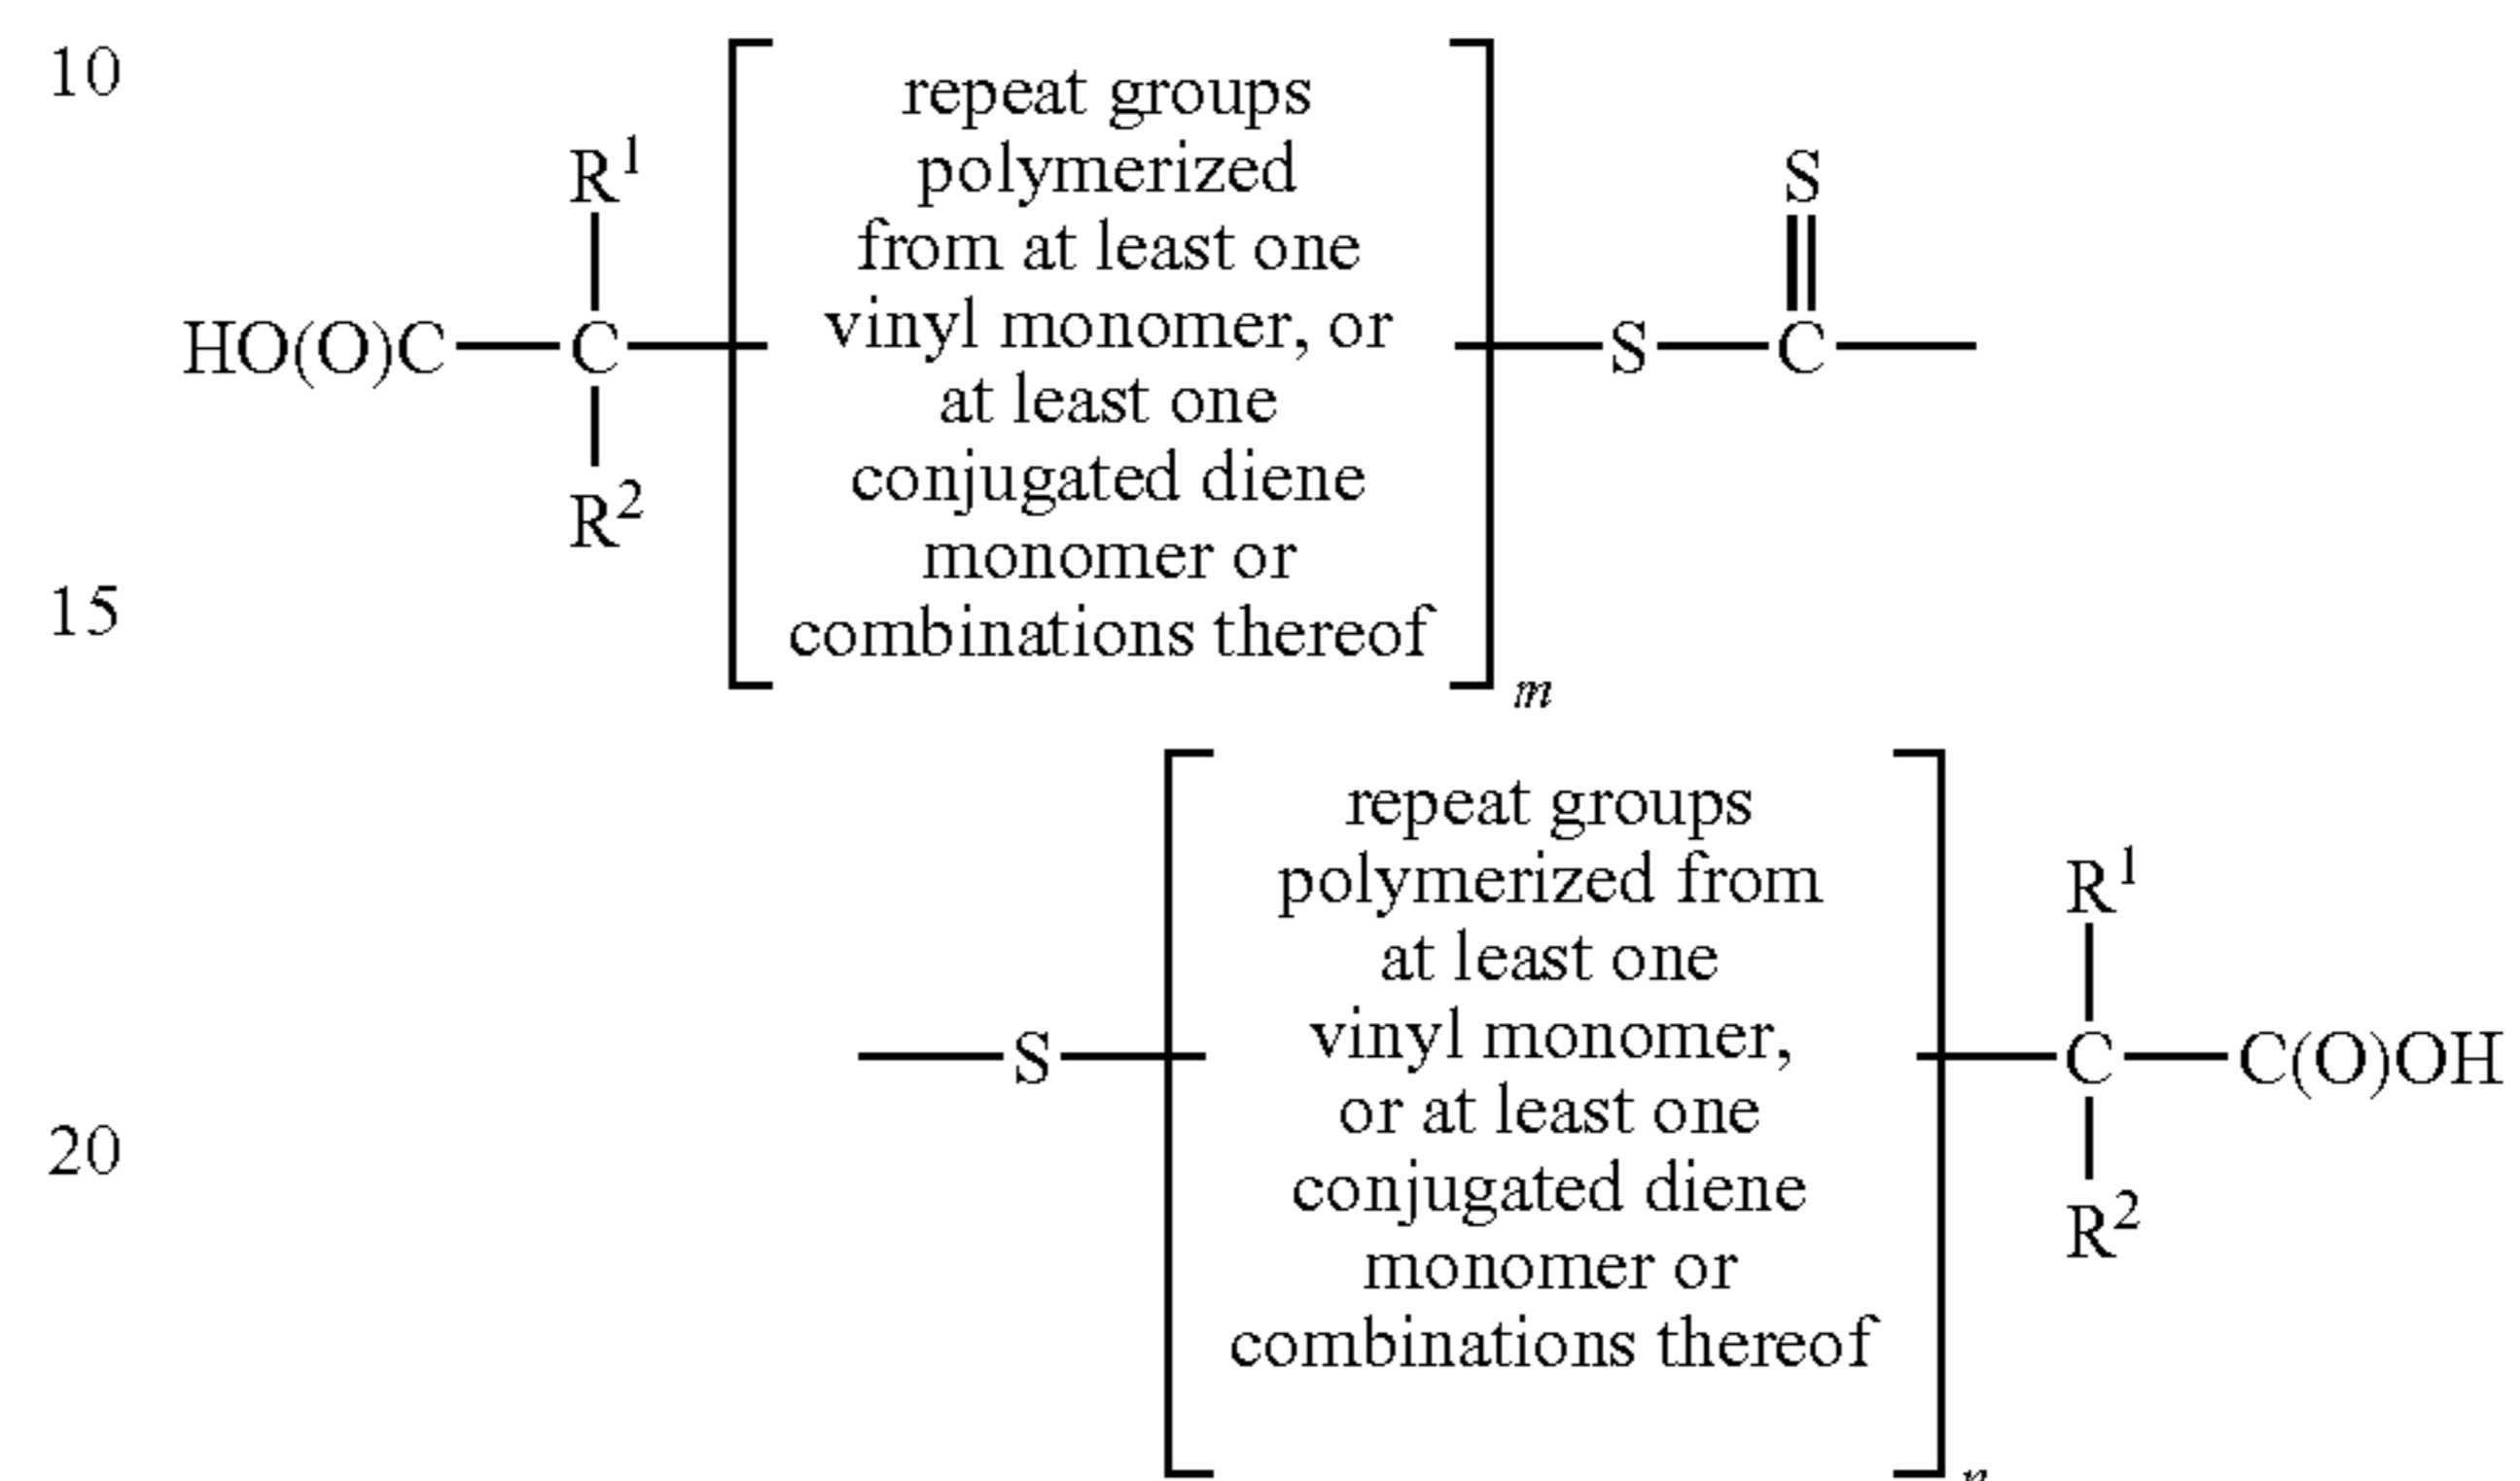 10
repeat groups
polymerized
from at least one
vinyl monomer, or
at least one
conjugated diene
monomer or
combinations thereof
R1
S
HO(O)C C S C
R2
15
m
repeat groups
polymerized from
at least one
vinyl monomer,
or at least one
conjugated diene
monomer or
combinations thereof
R1
S C C(O)OH
20
R2